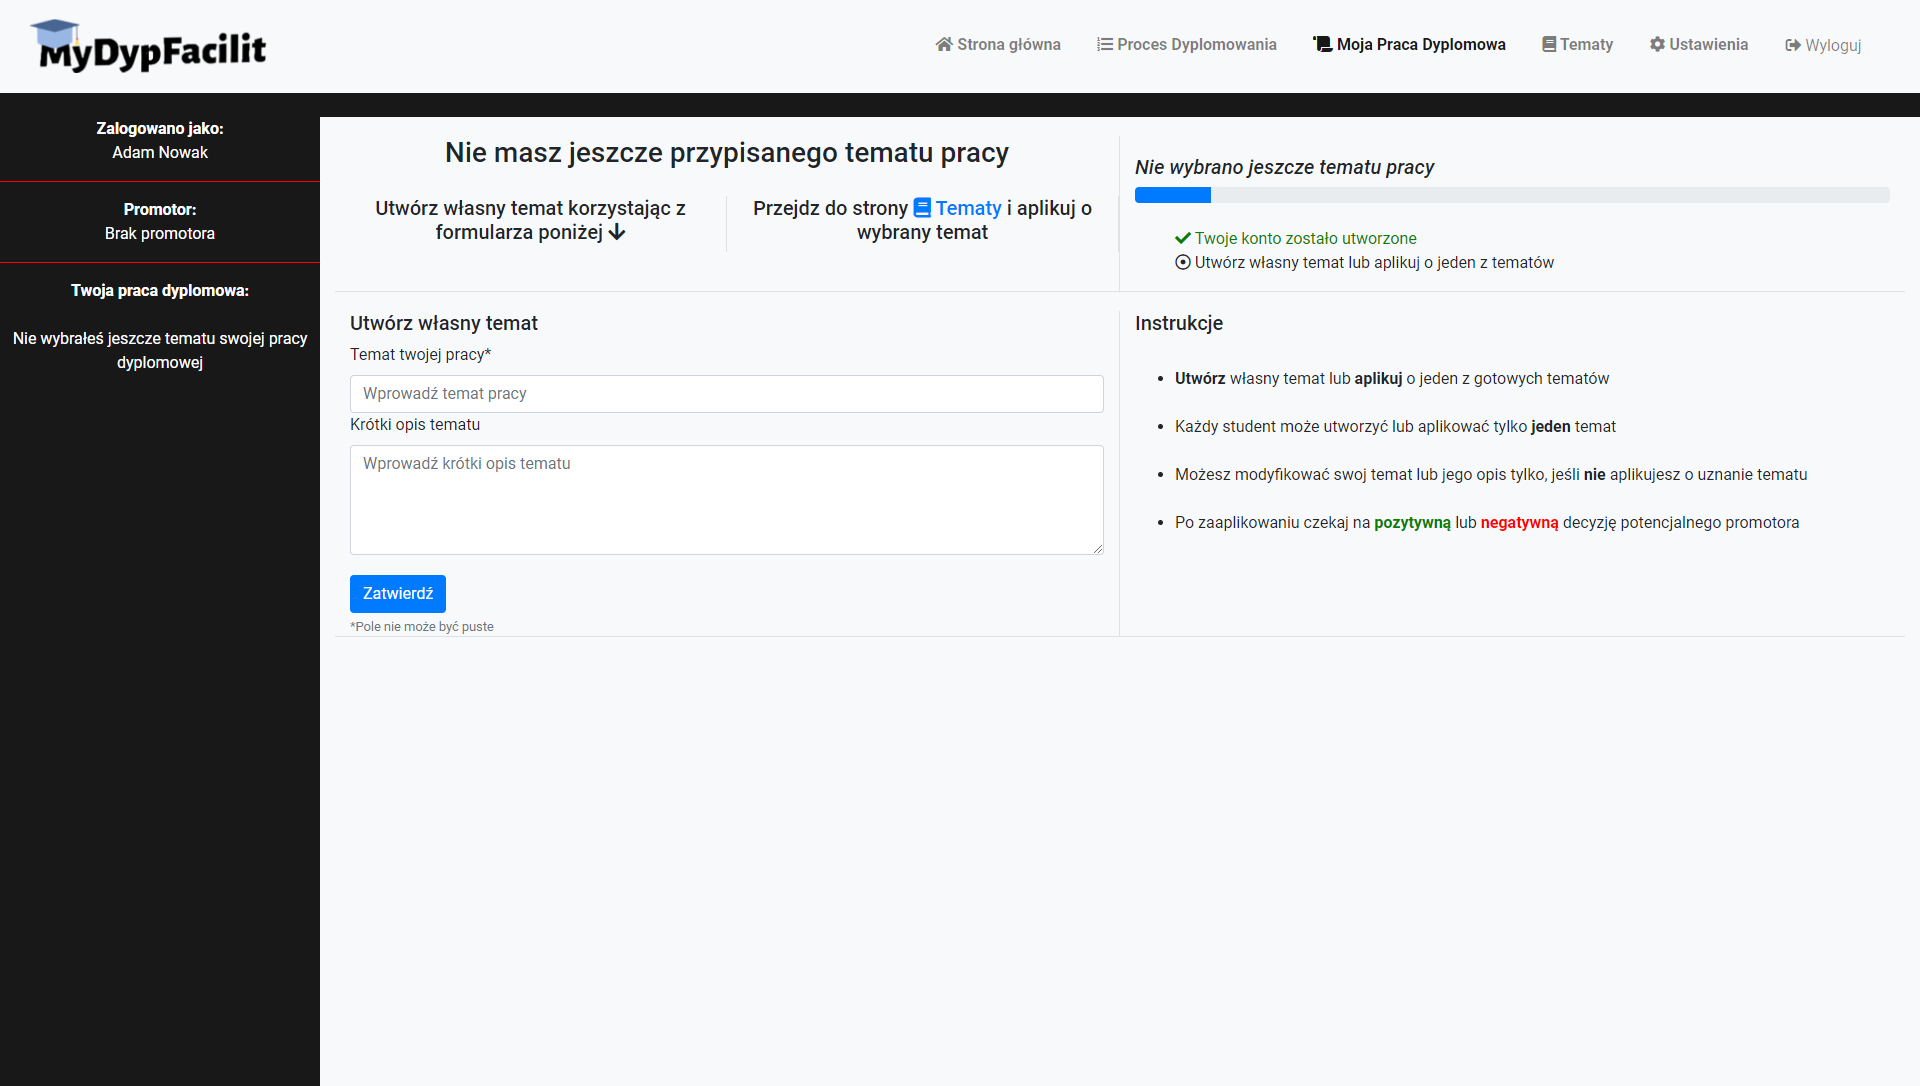 MyDypFacilit
Strona główna
Proces Dyplomowania
Moja Praca Dyplomowa
Tematy
Ustawienia
Wyloguj
Zalogowano jako:
Adam Nowak
Promotor:
Brak promotora
Twoja praca dyplomowa:
Nie wybrałeś jeszcze tematu swojej pracy
dyplomowej
Nie masz jeszcze przypisanego tematu pracy
Utwórz własny temat korzystając z
formularza poniżej
Przejdz do strony Tematy i aplikuj o
wybrany temat
Nie wybrano jeszcze tematu pracy
Twoje konto zostało utworzone
Utwórz własny temat lub aplikuj o jeden z tematów
Utwórz własny temat
Temat twojej pracy*
Wprowadź temat pracy
Krótki opis tematu
Wprowadź krótki opis tematu
Zatwierdź
*Pole nie może być puste
Instrukcje
• Utwórz własny temat lub aplikuj o jeden z gotowych tematów
• Każdy student może utworzyć lub aplikować tylko jeden temat
• Możesz modyfikować swoj temat lub jego opis tylko, jeśli nie aplikujesz o uznanie tematu
• Po zaaplikowaniu czekaj na pozytywną lub negatywną decyzję potencjalnego promotora